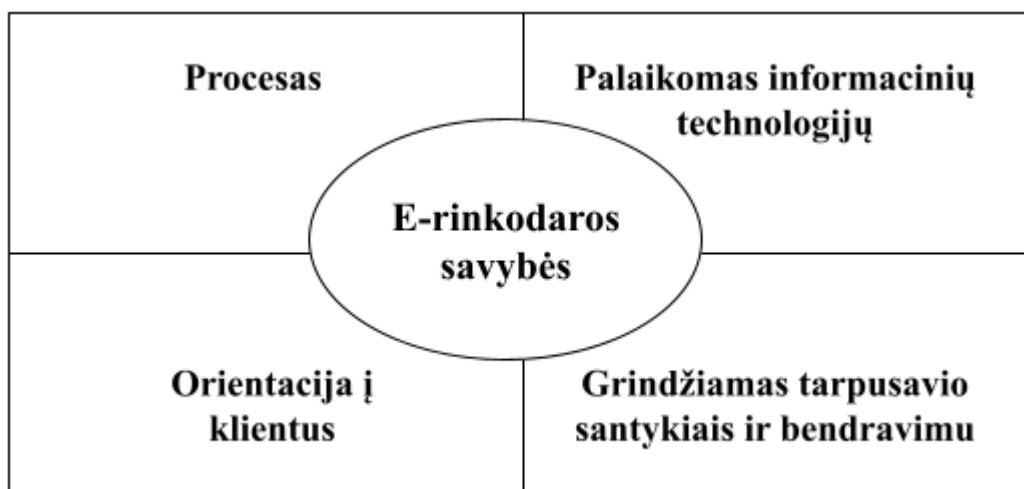 Procesas
Palaikomas informacinių
technologijų
E-rinkodaros
savybės
Orientacija į
klientus
Grindžiamas tarpusavio
santykiais ir bendravimu